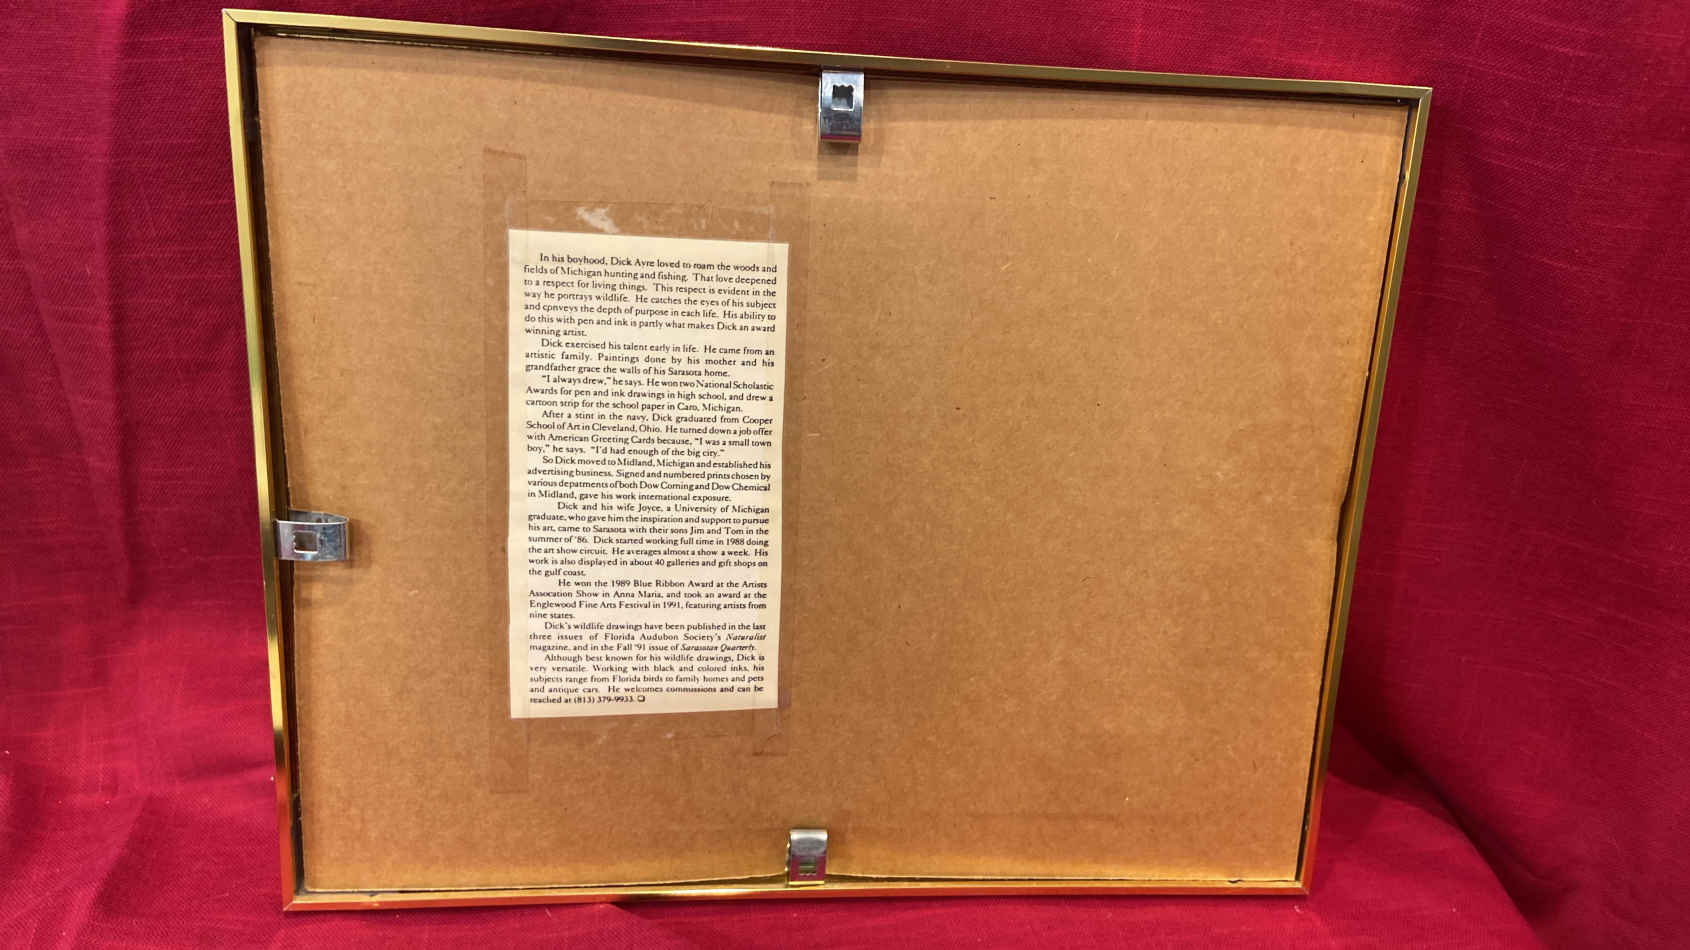 In his boyhood, Dick Ayre loved to roam the woods and
fields of Michigan hunting and fishing. That love deepened
to a respect for living things. This respect is evident in the
way he portrays wildlife. He catches the eyes of his subject
and cpnveys the depth of purpose in each life. His ability to
do this with pen and ink is partly what makes Dick an award
winning artist.
Dick exercised his talent early in life. He came from an
artistic family. Paintings done by his mother and his
grandfather grace the walls of his Sarasota home.
"I always drew," he says. He won two National Scholastic
Awards for pen and ink drawings in high school, and drew a
cartoon strip for the school paper in Caro, Michigan.
After a stint in the navy, Dick graduated from Cooper
School of Art in Cleveland, Ohio. He turned down a job offer
with American Greeting Cards because, "I was a small town
boy," he says. "I'd had enough of the big city."
So Dick moved to Midland, Michigan and established his
advertising business. Signed and numbered prints chosen by
various depatments of both Dow Corning and Dow Chemical
in Midland, gave his work international exposure.
Dick and his wife Joyce, a University of Michigan
graduate, who gave him the inspiration and support to pursue
his art, came to Sarasota with their sons Jim and Tom in the
summer of '86. Dick started working full time in 1988 doing
the art show circuit. He averages almost a show a week. His
work is also displayed in about 40 galleries and gift shops on
the gulf coast.
He won the 1989 Blue Ribbon Award at the Artists
Assocation Show in Anna Maria, and took an award at the
Englewood Fine Arts Festival in 1991, featuring artists from
nine states.
Dick's wildlife drawings have been published in the last
three issues of Florida Audubon Society's Naturalist
magazine, and in the Fall '91 issue of Sarasotan Quarterly.
Although best known for his wildlife drawings, Dick is
very versatile. Working with black and colored inks, his
subjects range from Florida birds to family homes and pets
and antique cars. He welcomes commissions and can be
reached at (813) 379-9933. ❏